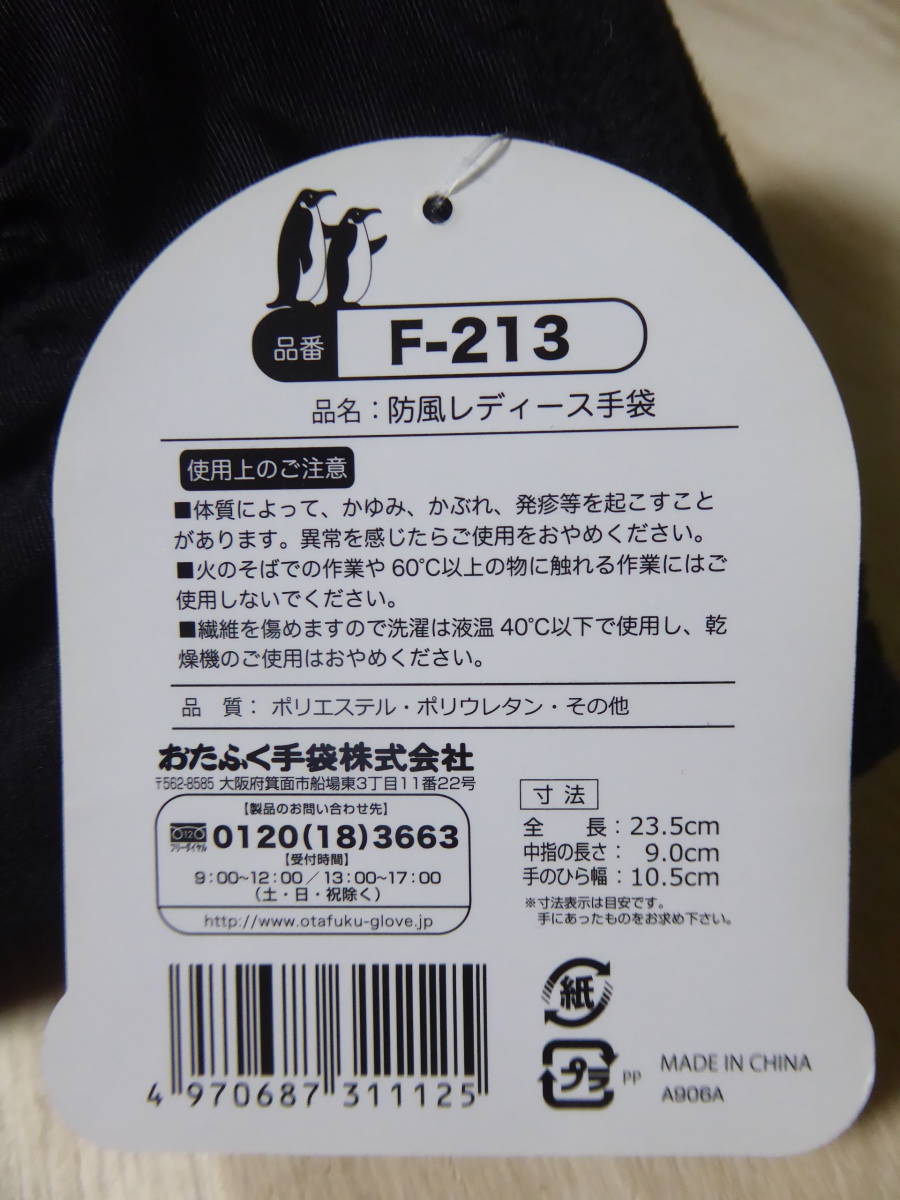 品番 F-213
品名：防風レディース手袋
使用上のご注意
■体質によって、かゆみ、かぶれ、発疹等を起こすこと
があります。異常を感じたらご使用をおやめください。
■火のそばでの作業や 60℃以上の物に触れる作業にはご
使用しないでください。
■繊維を傷めますので洗濯は液温 40℃以下で使用し、乾
燥機のご使用はおやめください。
品　質：ポリエステル・ポリウレタン・その他
おたふく手袋株式会社
〒562-8585 大阪府箕面市船場東3丁目11番22号
【製品のお問い合わせ先】
フリーダイヤル 0120(18)3663
【受付時間】
9:00~12:00／13:00~17:00
（土・日・祝除く）
http://www.otafuku-glove.jp
寸法
全　　長：23.5cm
中指の長さ：9.0cm
手のひら幅：10.5cm
※寸法表示は目安です。
手にあったものをお求め下さい。
4 970687 311125
紙
プラ PP
MADE IN CHINA
A906A